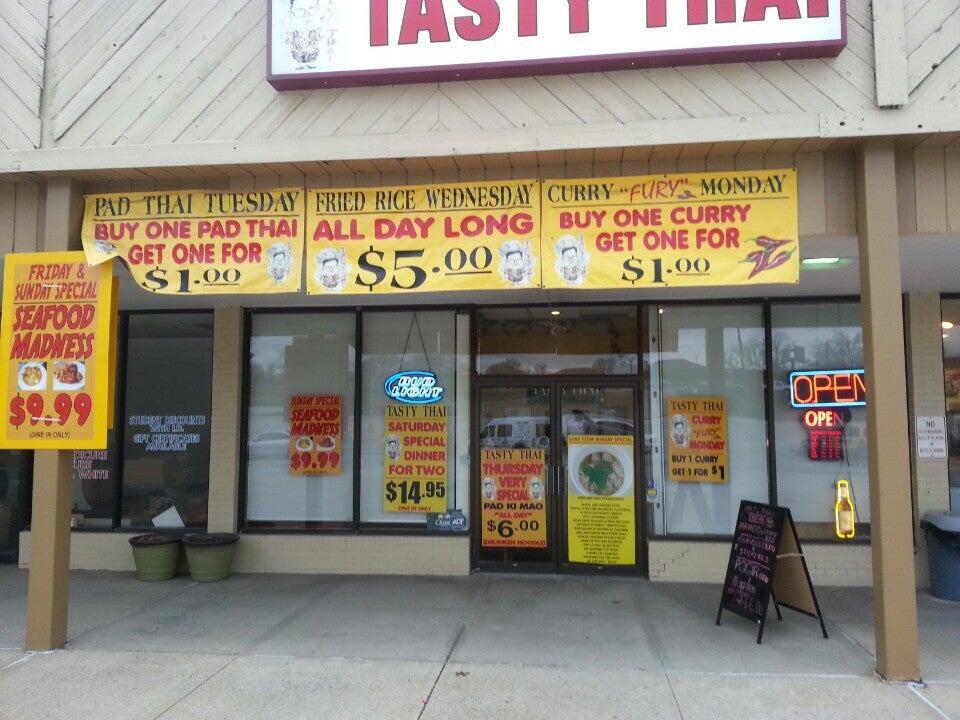 TASTY THAI
PAD THAI TUESDAY
BUY ONE PAD THAI
GET ONE FOR
$1.00
FRIED RICE WEDNESDAY
ALL DAY LONG
$5.00
CURRY "FURY" MONDAY
BUY ONE CURRY
GET ONE FOR
$1.00
FRIDAY &
SUNDAY SPECIAL
SEAFOOD
MADNESS
$9.99
(DINE IN ONLY)
STUDENT DISCOUNTS
WITH I.D.
GIFT CERTIFICATES
AVAILABLE
SUNDAY SPECIAL
SEAFOOD
MADNESS
$9.99
BUD
LIGHT
TASTY THAI
SATURDAY
SPECIAL
DINNER
FOR TWO
$14.95
DINE IN ONLY
ADT
TASTY THAI
THURSDAY
VERY
SPECIAL
PAD KI MAO
"ALL DAY"
$6.00
(DRUNKEN NOODLE)
TASTY THAI
CURRY
"FURY"
MONDAY
BUY 1 CURRY
GET 1 FOR $1
OPEN
OPEN
NO